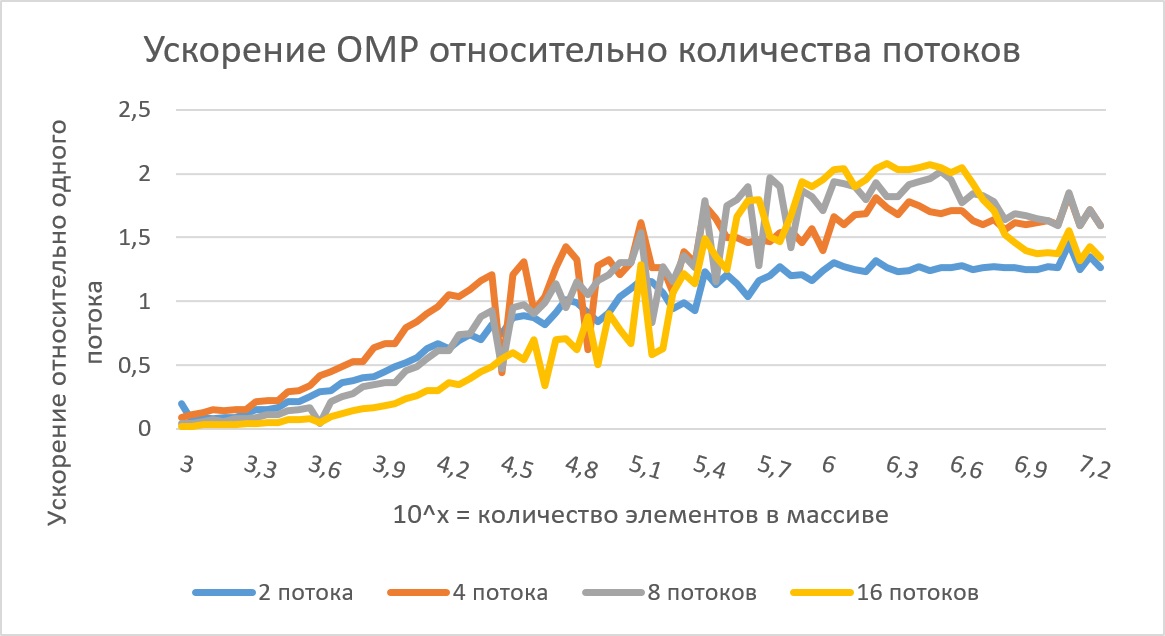 Ускорение OMP относительно количества потоков
Ускорение относительно одного
потока
2,5
2
1,5
1
0,5
0
3 3,3 3,6 3,9 4,2 4,5 4,8 5,1 5,4 5,7 6 6,3 6,6 6,9 7,2
10^x = количество элементов в массиве
2 потока 4 потока 8 потоков 16 потоков